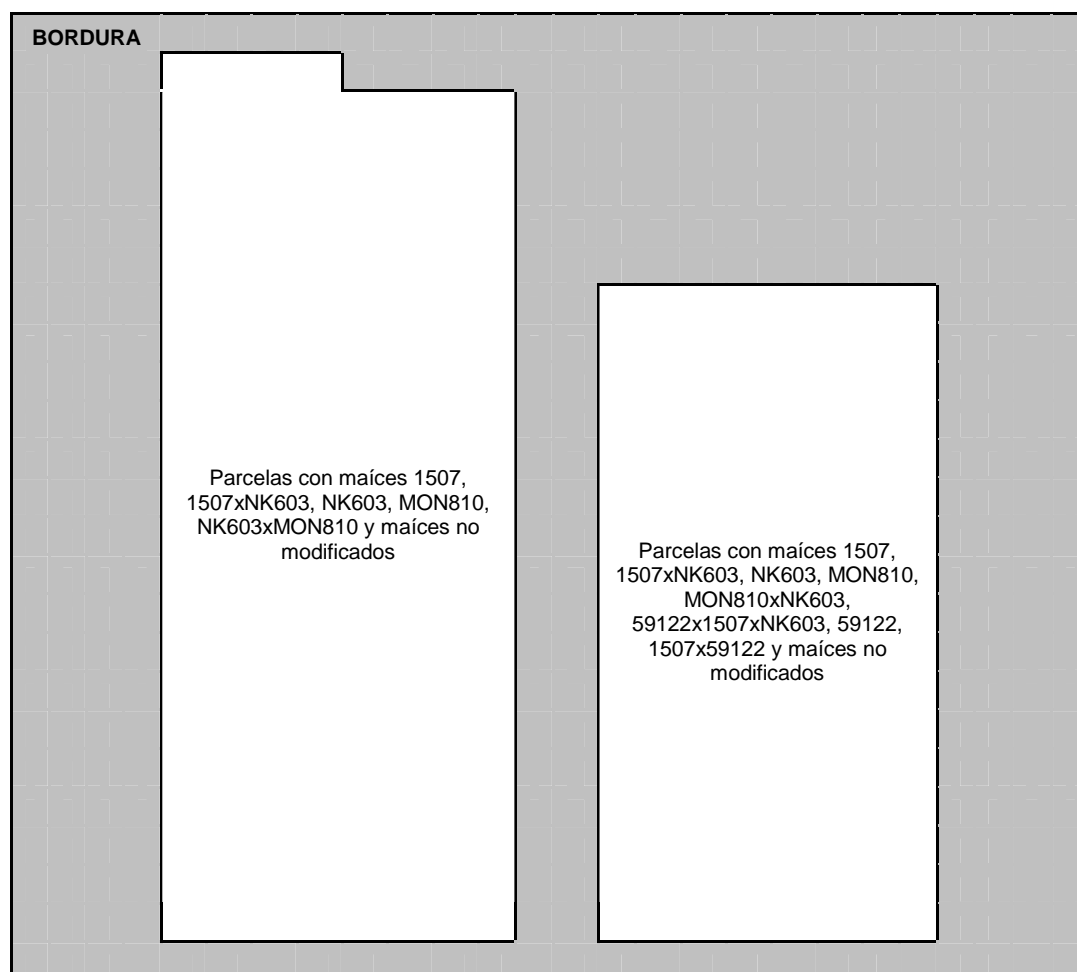 BORDURA
Parcelas con maíces 1507,
1507xNK603, NK603, MON810,
NK603xMON810 y maíces no
modificados
Parcelas con maíces 1507,
1507xNK603, NK603, MON810,
MON810xNK603,
59122x1507xNK603, 59122,
1507x59122 y maíces no
modificados